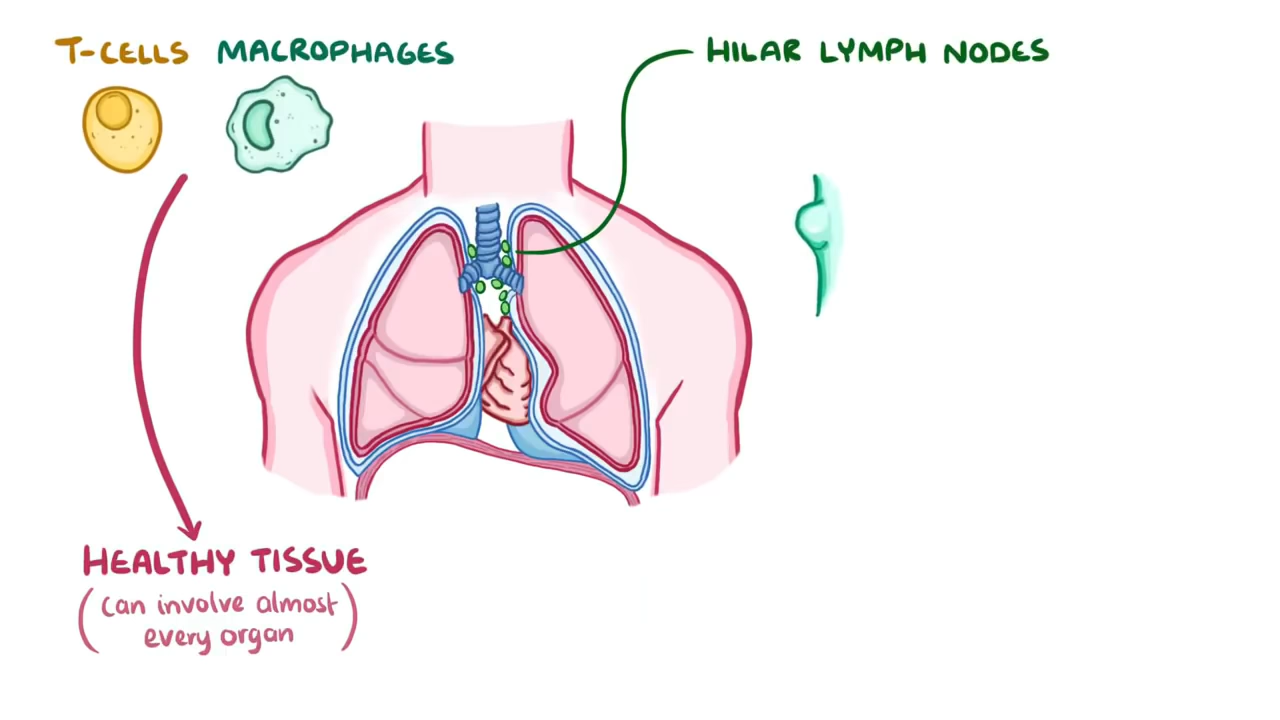 T-CELLS
MACROPHAGES
HILAR LYMPH NODES
HEALTHY TISSUE
(can involve almost
every organ)